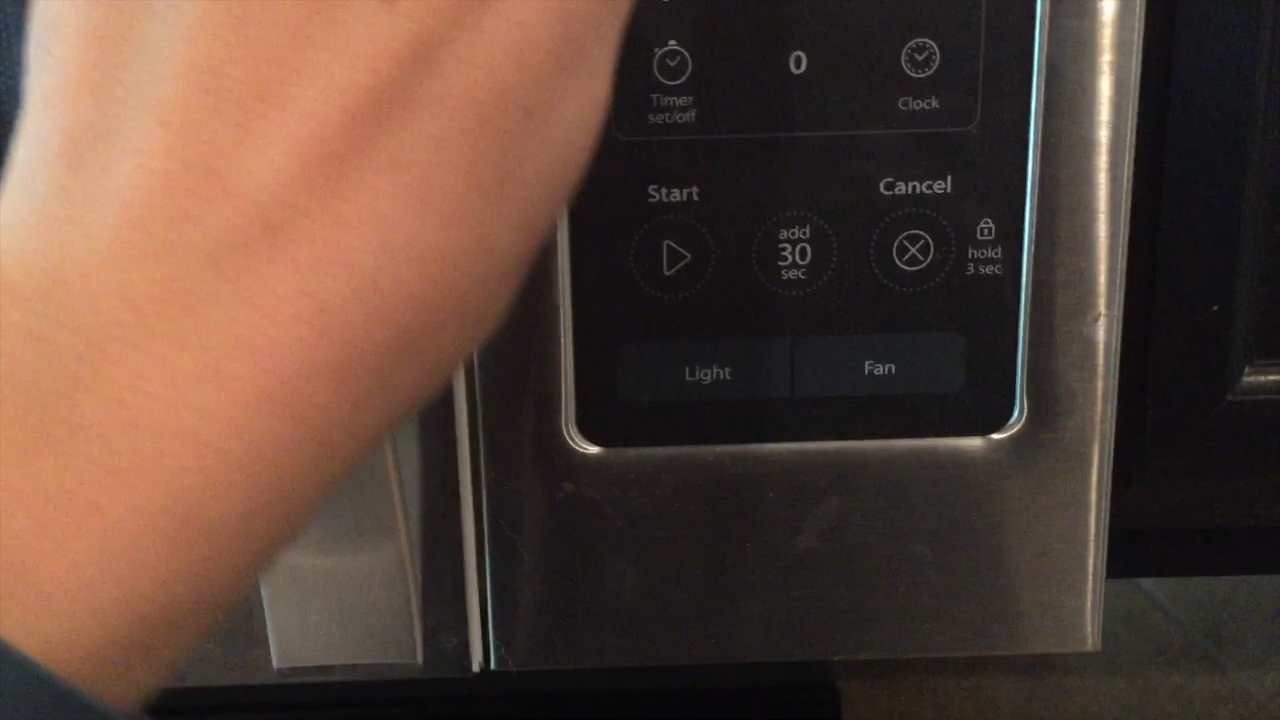 0
Timer
set/off
Clock
Start
Cancel
add
30
sec
hold
3 sec
Light
Fan